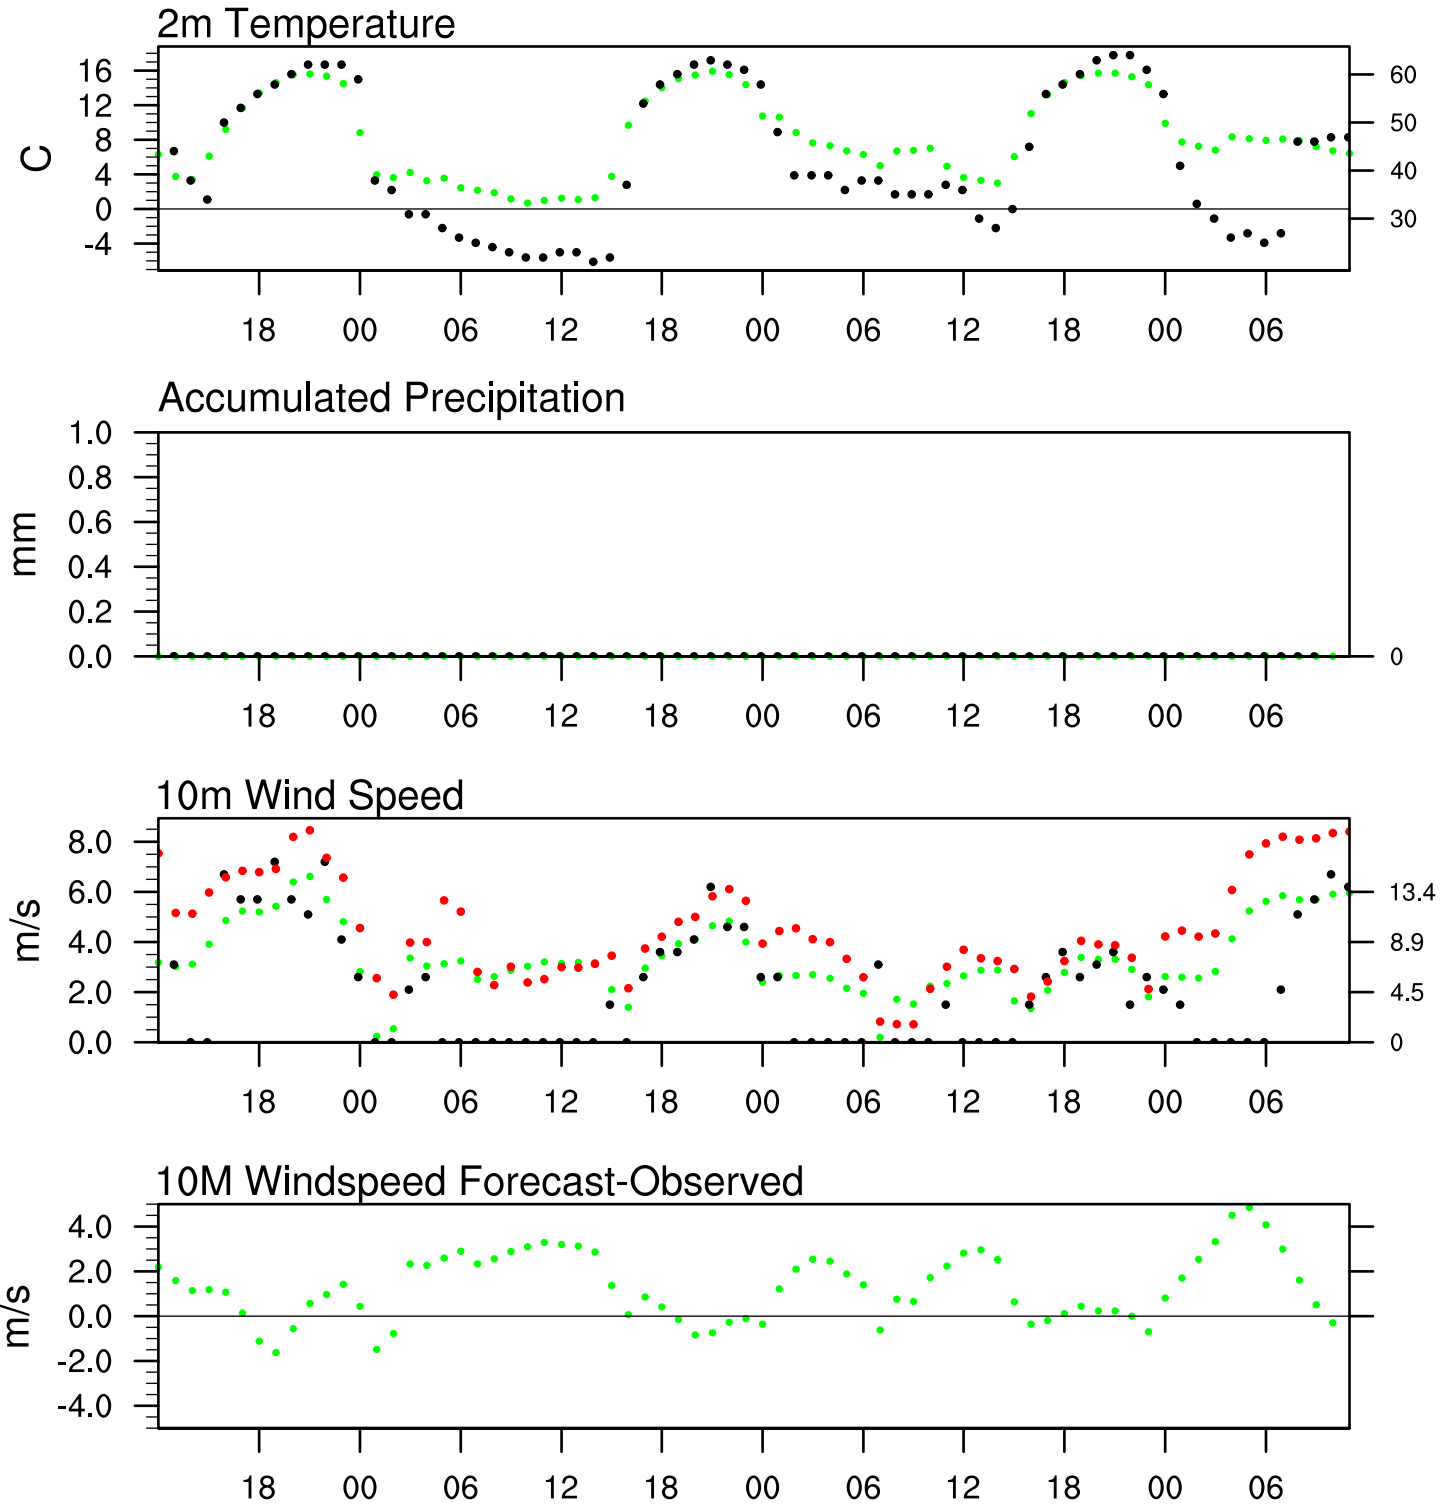 2m Temperature
16
12
8
4
0
-4
C
60
50
40
30
18 00 06 12 18 00 06 12 18 00 06
Accumulated Precipitation
1.0
0.8
0.6
0.4
0.2
0.0
mm
0
18 00 06 12 18 00 06 12 18 00 06
10m Wind Speed
8.0
6.0
4.0
2.0
0.0
m/s
13.4
8.9
4.5
0
18 00 06 12 18 00 06 12 18 00 06
10M Windspeed Forecast-Observed
4.0
2.0
0.0
-2.0
-4.0
m/s
18 00 06 12 18 00 06 12 18 00 06